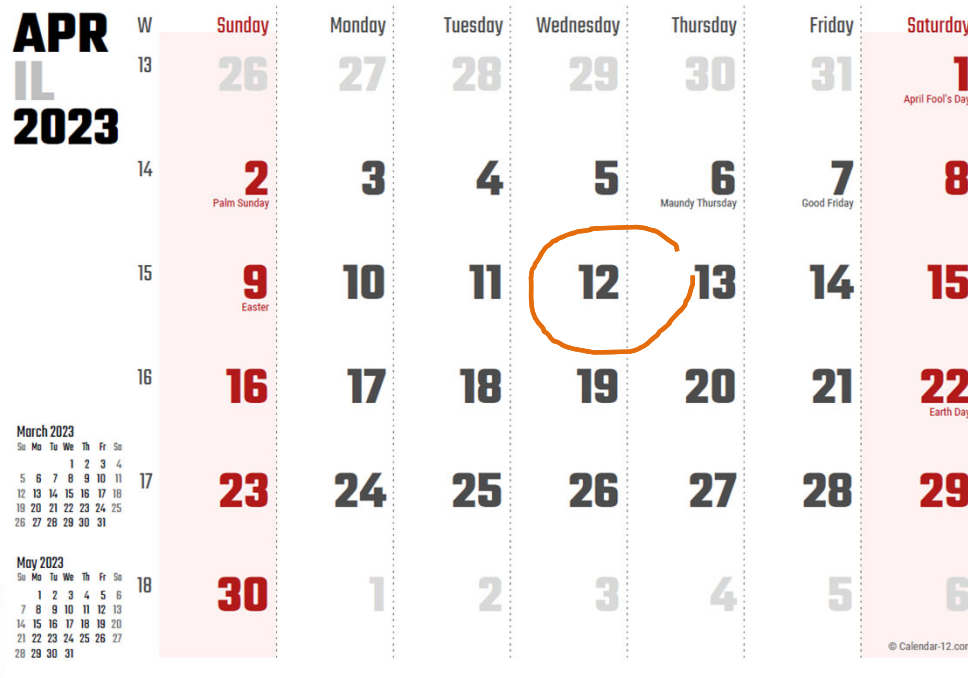 APR
IL
2023
W Sunday Monday Tuesday Wednesday Thursday Friday Saturday
13 26 27 28 29 30 31 1
April Fool's Day
14 2 3 4 5 6 7 8
Palm Sunday Maundy Thursday Good Friday
15 9 10 11 12 13 14 15
Easter
16 16 17 18 19 20 21 22
Earth Day
17 23 24 25 26 27 28 29
18 30 1 2 3 4 5 6
March 2023
Su Mo Tu We Th Fr Sa
1 2 3 4
5 6 7 8 9 10 11
12 13 14 15 16 17 18
19 20 21 22 23 24 25
26 27 28 29 30 31
May 2023
Su Mo Tu We Th Fr Sa
1 2 3 4 5 6
7 8 9 10 11 12 13
14 15 16 17 18 19 20
21 22 23 24 25 26 27
28 29 30 31
© Calendar-12.com